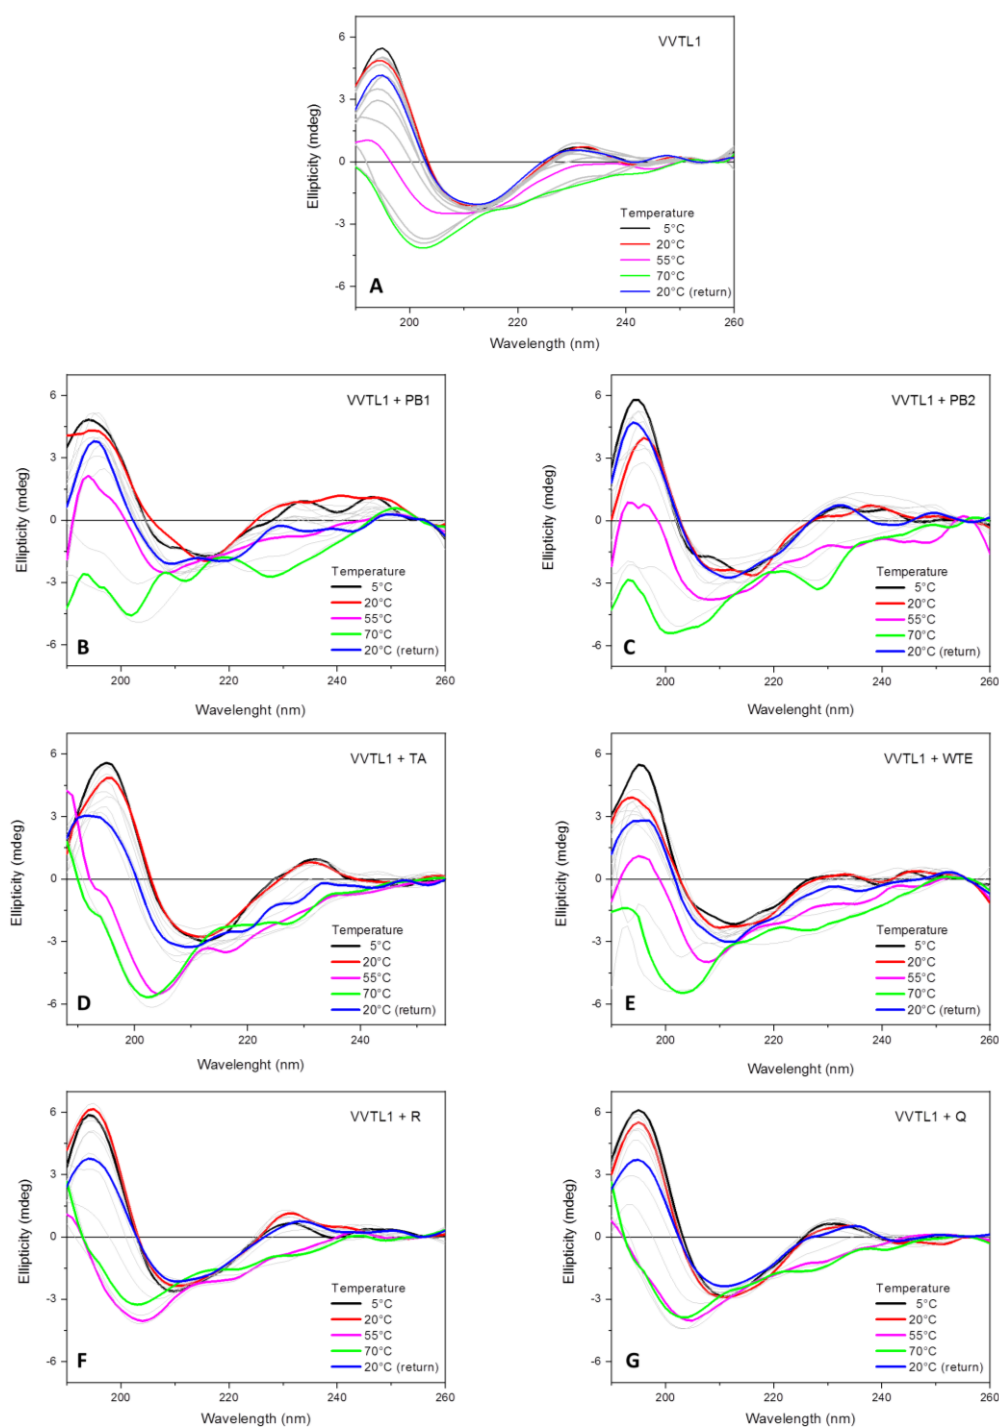 VVTL1
Ellipticity (mdeg)
6
3
0
-3
-6
Temperature
5°C
20°C
55°C
70°C
20°C (return)
A
200 220 240 260
Wavelength (nm)
VVTL1 + PB1
Ellipticity (mdeg)
6
3
0
-3
-6
Temperature
5°C
20°C
55°C
70°C
20°C (return)
B
200 220 240 260
Wavelenght (nm)
VVTL1 + PB2
Ellipticity (mdeg)
6
3
0
-3
-6
Temperature
5°C
20°C
55°C
70°C
20°C (return)
C
200 220 240 260
Wavelenght (nm)
VVTL1 + TA
Ellipticity (mdeg)
6
3
0
-3
-6
Temperature
5°C
20°C
55°C
70°C
20°C (return)
D
200 220 240
Wavelenght (nm)
VVTL1 + WTE
Ellipticity (mdeg)
6
3
0
-3
-6
Temperature
5°C
20°C
55°C
70°C
20°C (return)
E
200 220 240 260
Wavelenght (nm)
VVTL1 + R
Ellipticity (mdeg)
6
3
0
-3
-6
Temperature
5°C
20°C
55°C
70°C
20°C (return)
F
200 220 240 260
Wavelenght (nm)
VVTL1 + Q
Ellipticity (mdeg)
6
3
0
-3
-6
Temperature
5°C
20°C
55°C
70°C
20°C (return)
G
200 220 240 260
Wavelenght (nm)